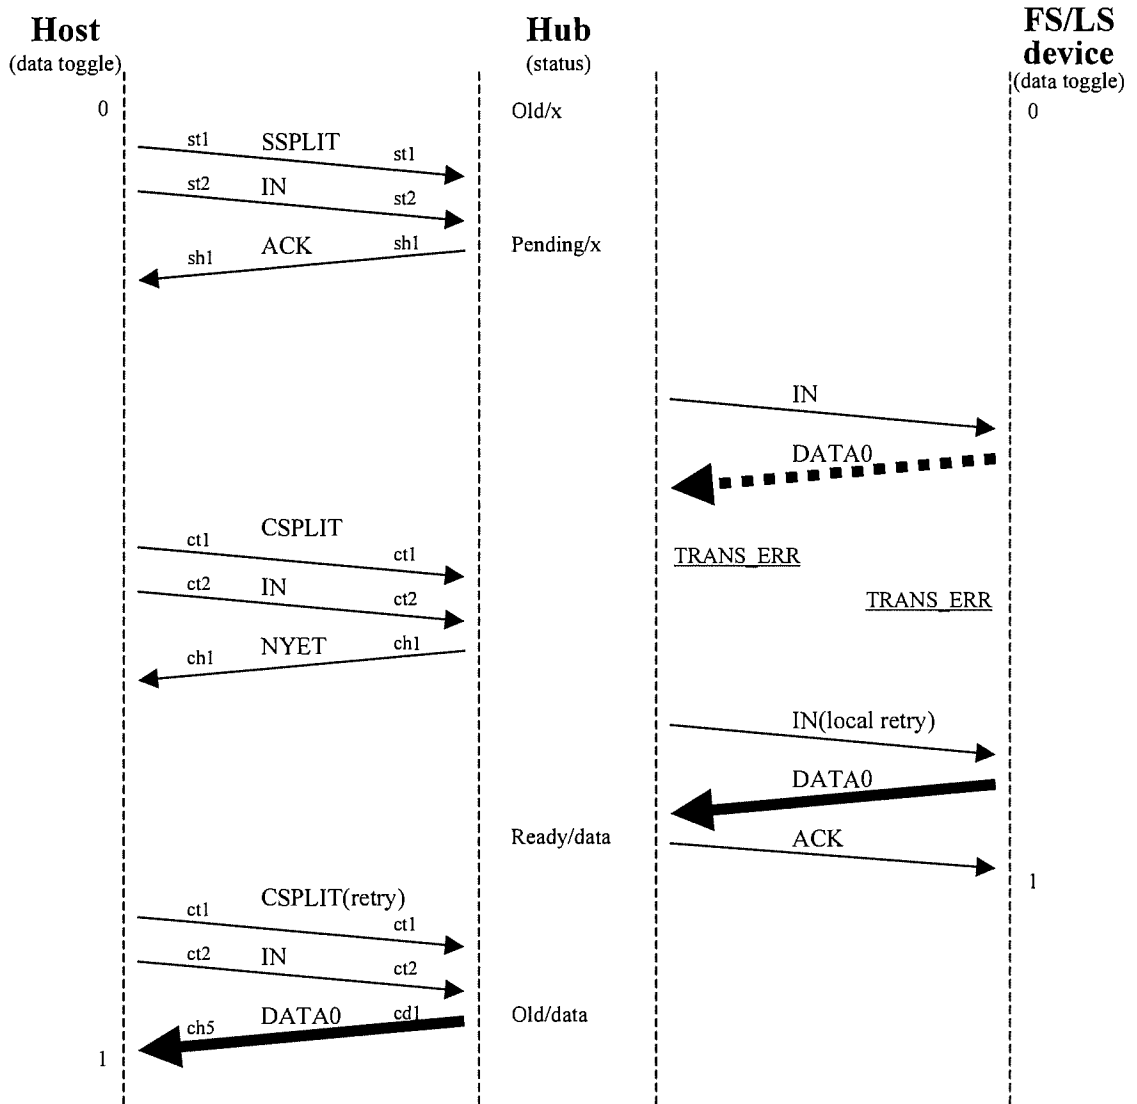 Host
(data toggle)
Hub
(status)
FS/LS
device
(data toggle)
0
Old/x
0
st1 SSPLIT st1
st2 IN st2
sh1 ACK sh1
Pending/x
IN
DATA0
ct1 CSPLIT ct1
TRANS_ERR
ct2 IN ct2
TRANS_ERR
ch1 NYET ch1
IN(local retry)
DATA0
Ready/data
ACK
1
ct1 CSPLIT(retry) ct1
ct2 IN ct2
ch5 DATA0 cd1
Old/data
1